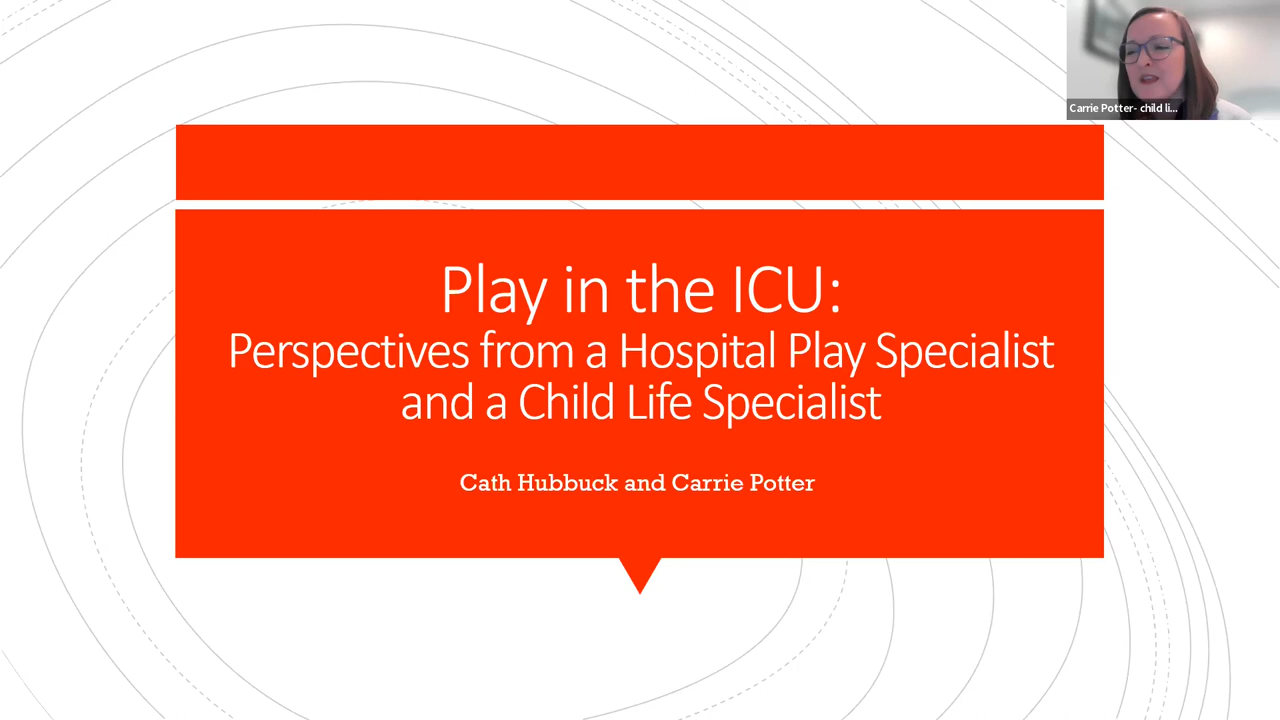 Carrie Potter- child li...
Play in the ICU:
Perspectives from a Hospital Play Specialist
and a Child Life Specialist
Cath Hubbuck and Carrie Potter